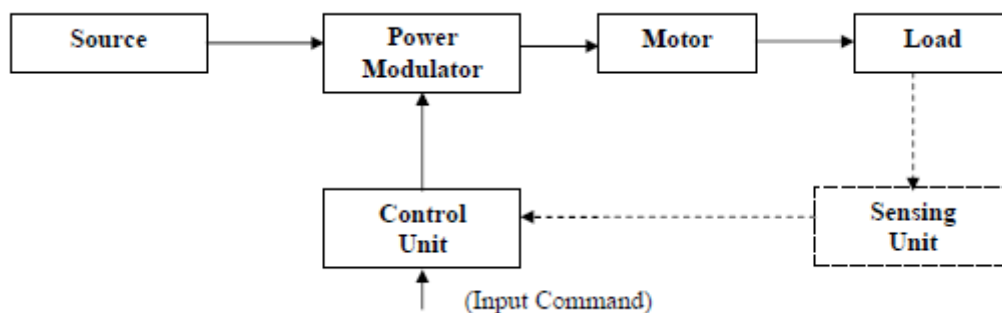 Source
Power
Modulator
Motor
Load
Control
Unit
Sensing
Unit
(Input Command)